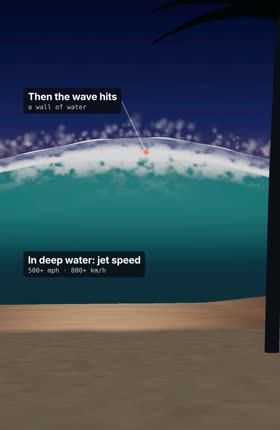 Then the wave hits
a wall of water
In deep water: jet speed
500+ mph · 800+ km/h